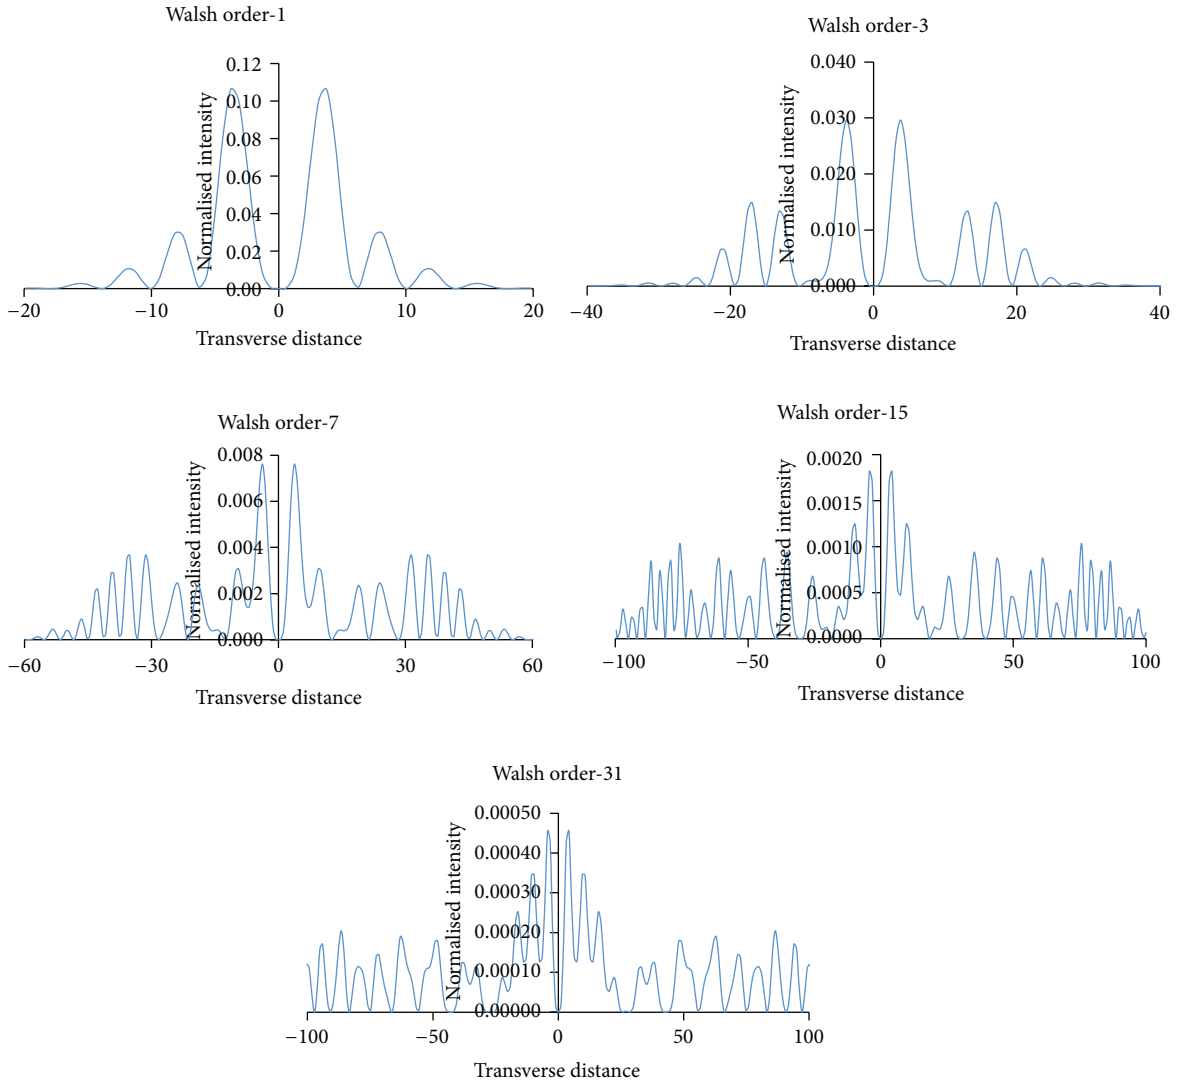 Walsh order-1
0.12
0.10
0.08
0.06
0.04
0.02
0.00
Normalised intensity
−20 −10 0 10 20
Transverse distance
Walsh order-3
0.040
0.030
0.020
0.010
0.000
Normalised intensity
−40 −20 0 20 40
Transverse distance
Walsh order-7
0.008
0.006
0.004
0.002
0.000
Normalised intensity
−60 −30 0 30 60
Transverse distance
Walsh order-15
0.0020
0.0015
0.0010
0.0005
0.0000
Normalised intensity
−100 −50 0 50 100
Transverse distance
Walsh order-31
0.00050
0.00040
0.00030
0.00020
0.00010
0.00000
Normalised intensity
−100 −50 0 50 100
Transverse distance